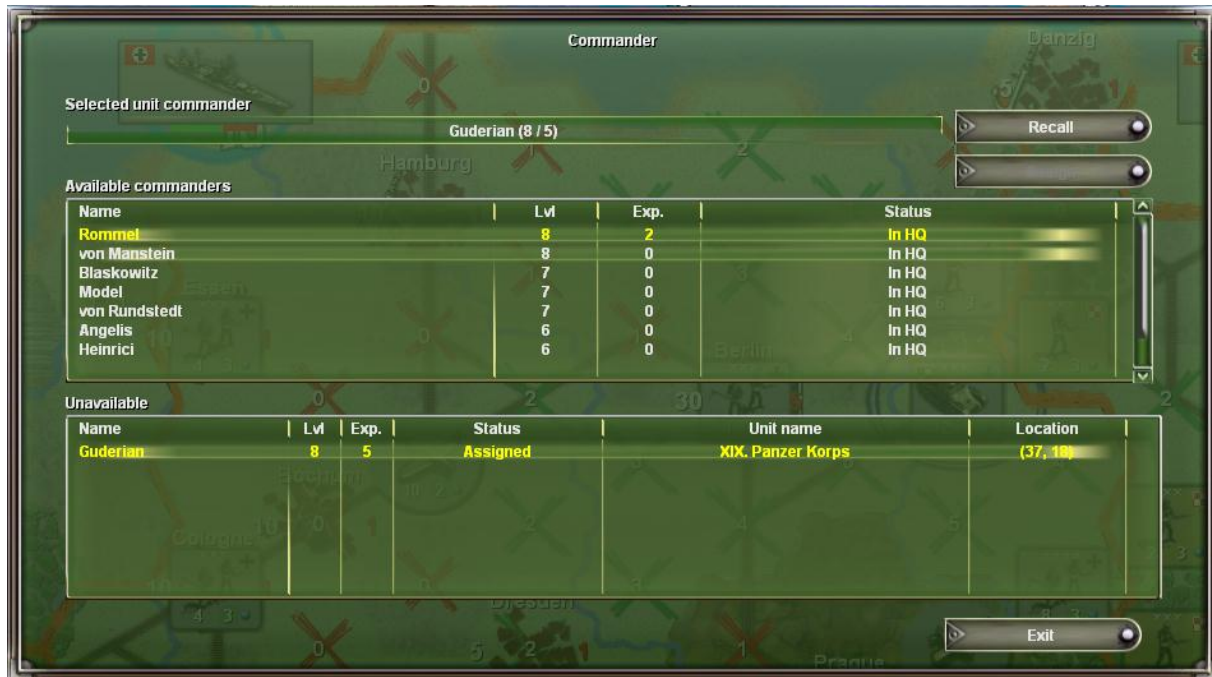 Commander
Danzig
Selected unit commander
Guderian (8 / 5)
Recall
Hamburg
Available commanders
Name Lvl Exp. Status
Rommel 8 2 In HQ
von Manstein 8 0 In HQ
Blaskowitz 7 0 In HQ
Model 7 0 In HQ
von Rundstedt 7 0 In HQ
Angelis 6 0 In HQ
Heinrici 6 0 In HQ
Essen
Berlin
Unavailable
30
Name Lvl Exp. Status Unit name Location
Guderian 8 5 Assigned XIX. Panzer Korps (37, 18)
Bochum
Cologne
Dresden
Exit
Prague